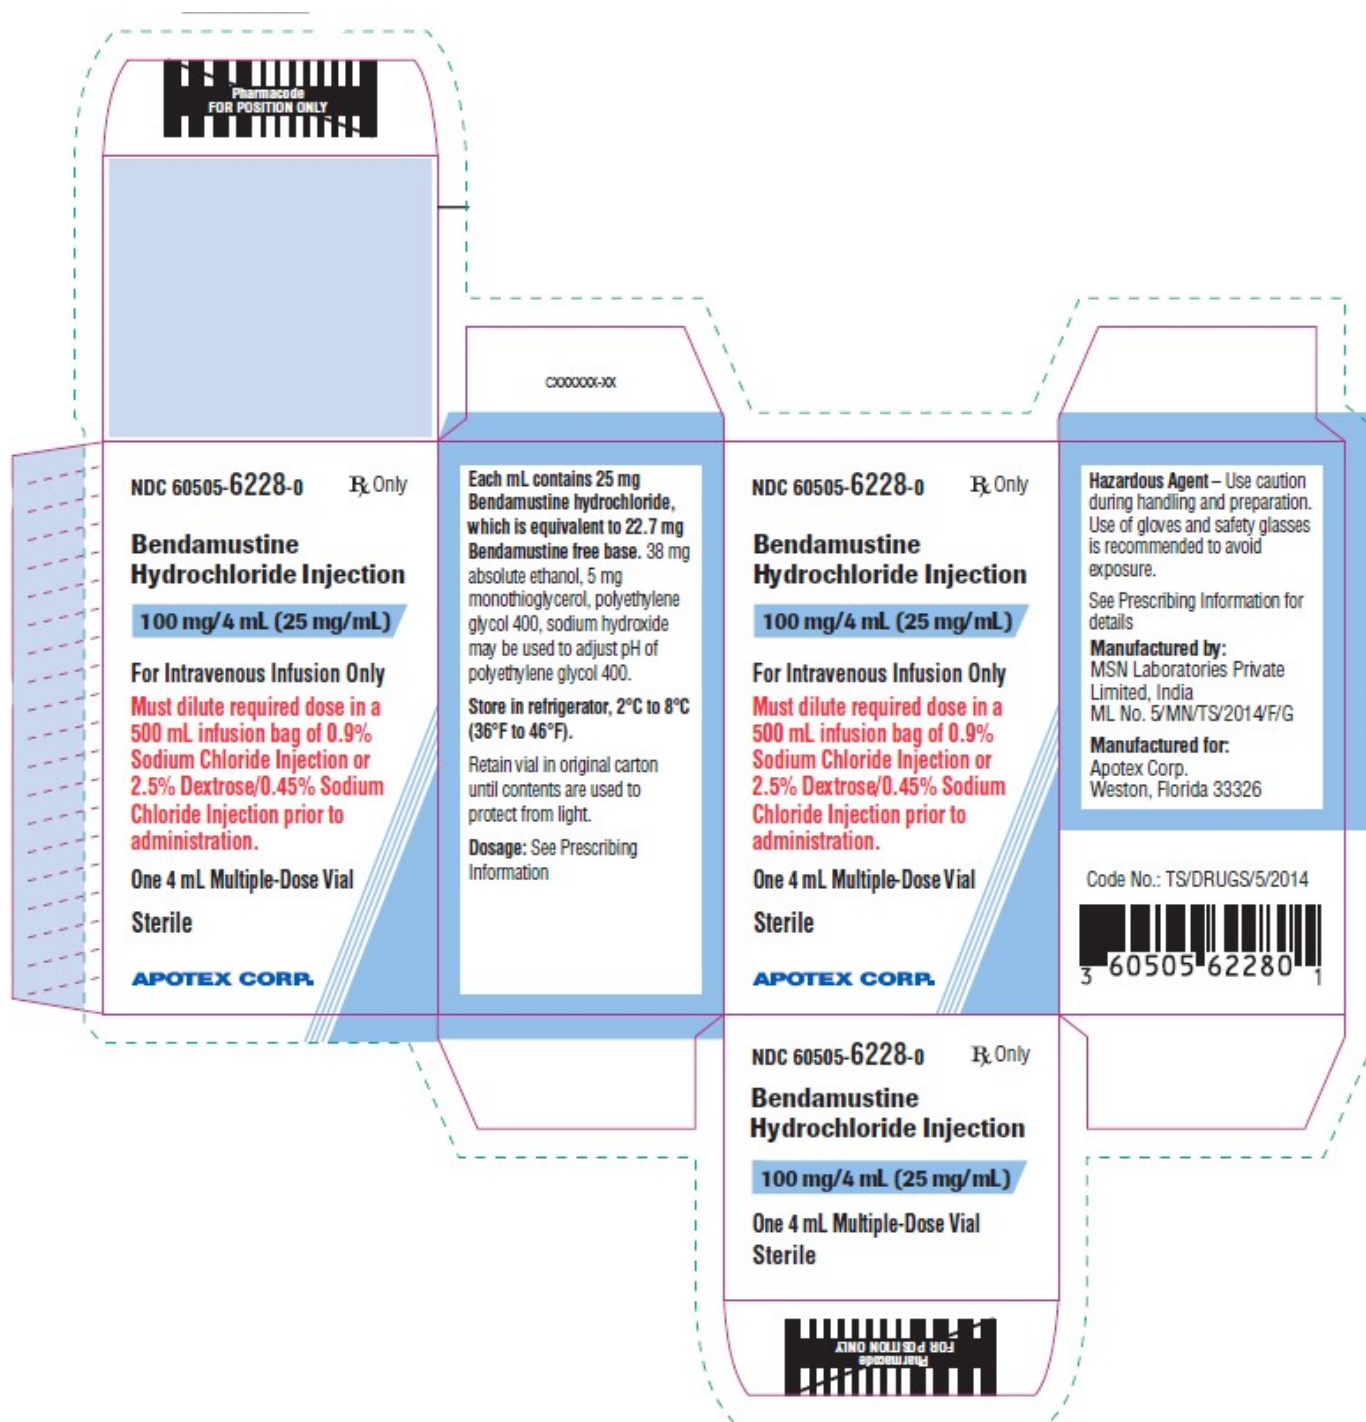 Pharmacode
FOR POSITION ONLY
CXXXXXX-XX
NDC 60505-6228-0 Rx Only
Bendamustine
Hydrochloride Injection
100 mg/4 mL (25 mg/mL)
For Intravenous Infusion Only
Must dilute required dose in a
500 mL infusion bag of 0.9%
Sodium Chloride Injection or
2.5% Dextrose/0.45% Sodium
Chloride Injection prior to
administration.
One 4 mL Multiple-Dose Vial
Sterile
APOTEX CORP.
Each mL contains 25 mg
Bendamustine hydrochloride,
which is equivalent to 22.7 mg
Bendamustine free base. 38 mg
absolute ethanol, 5 mg
monothioglycerol, polyethylene
glycol 400, sodium hydroxide
may be used to adjust pH of
polyethylene glycol 400.
Store in refrigerator, 2°C to 8°C
(36°F to 46°F).
Retain vial in original carton
until contents are used to
protect from light.
Dosage: See Prescribing
Information
NDC 60505-6228-0 Rx Only
Bendamustine
Hydrochloride Injection
100 mg/4 mL (25 mg/mL)
For Intravenous Infusion Only
Must dilute required dose in a
500 mL infusion bag of 0.9%
Sodium Chloride Injection or
2.5% Dextrose/0.45% Sodium
Chloride Injection prior to
administration.
One 4 mL Multiple-Dose Vial
Sterile
APOTEX CORP.
Hazardous Agent – Use caution
during handling and preparation.
Use of gloves and safety glasses
is recommended to avoid
exposure.
See Prescribing Information for
details
Manufactured by:
MSN Laboratories Private
Limited, India
ML No. 5/MN/TS/2014/F/G
Manufactured for:
Apotex Corp.
Weston, Florida 33326
Code No.: TS/DRUGS/5/2014
3 60505 62280 1
NDC 60505-6228-0 Rx Only
Bendamustine
Hydrochloride Injection
100 mg/4 mL (25 mg/mL)
One 4 mL Multiple-Dose Vial
Sterile
Pharmacode
FOR POSITION ONLY